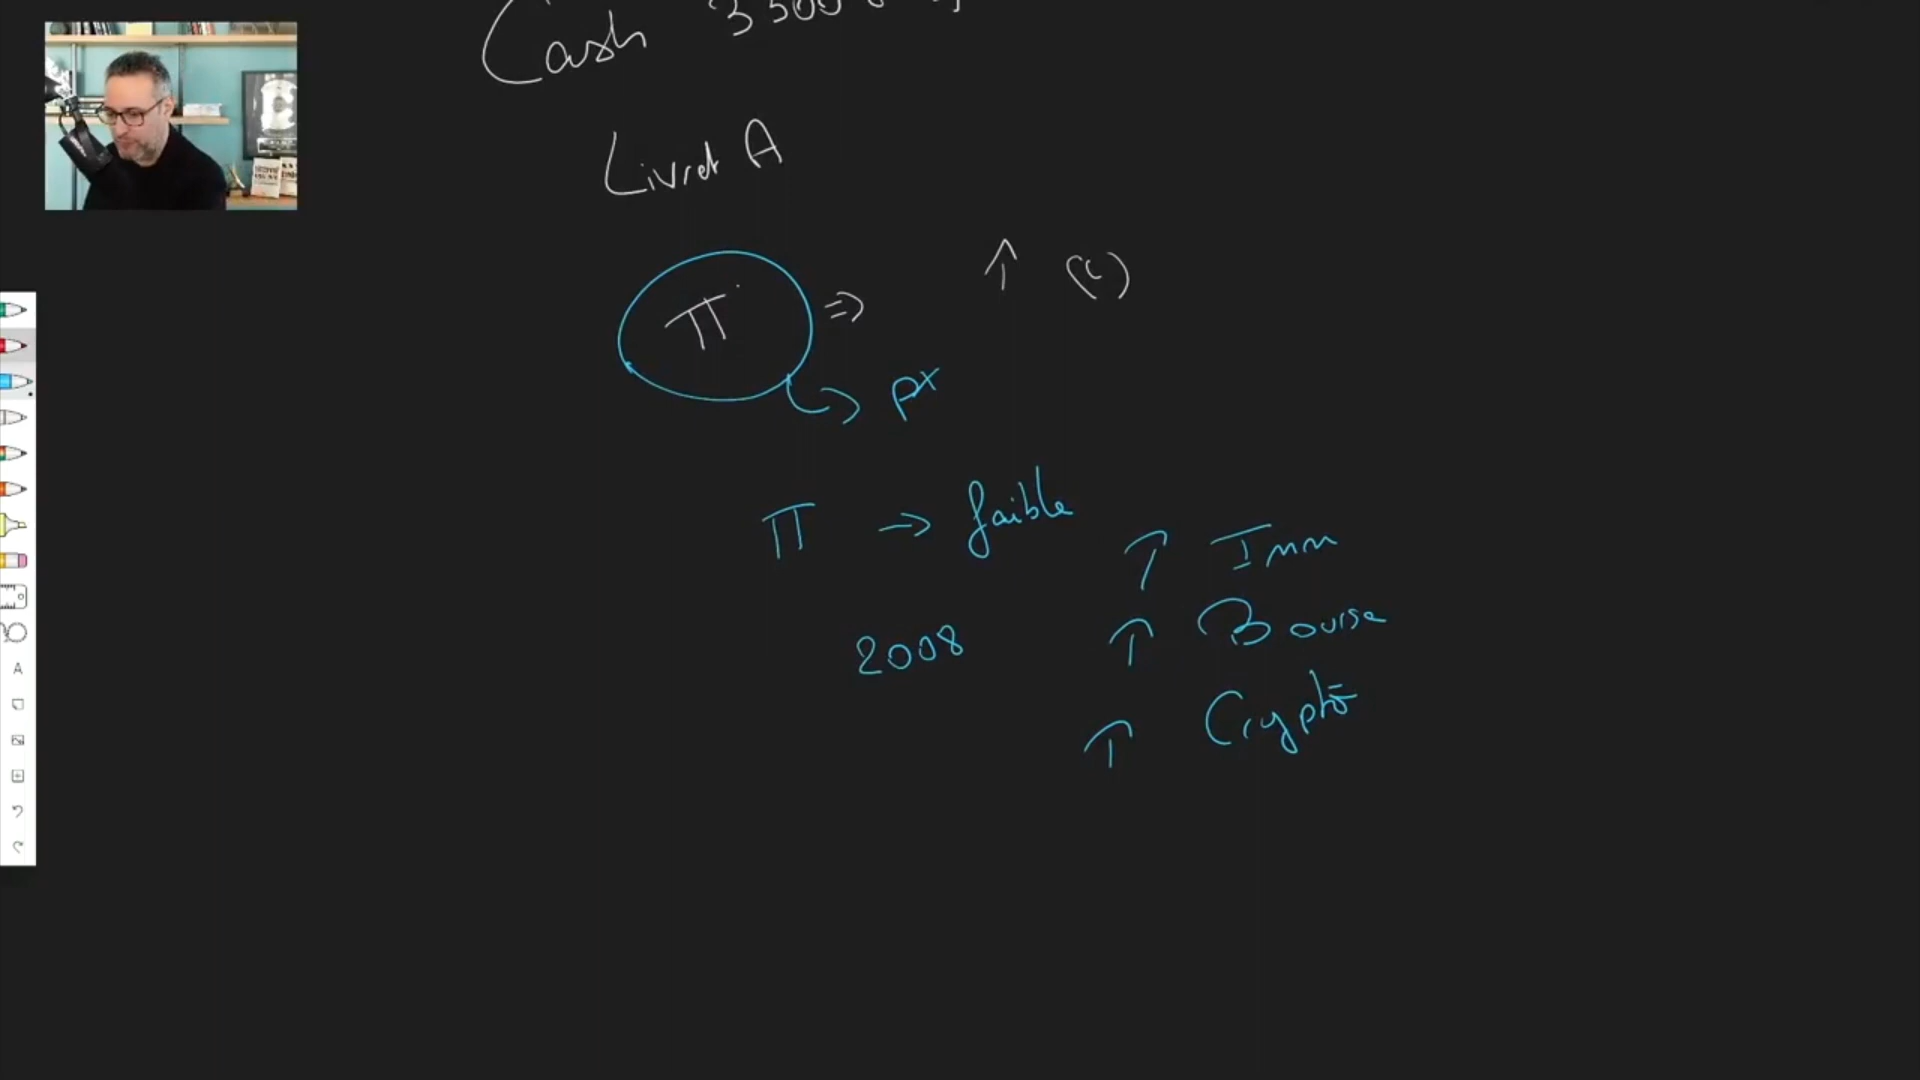 Cash
Livret A
π => ↑ (C)
↳ px
π → faible
↑ Imm
2008 ↑ Bourse
↑ Crypto
A